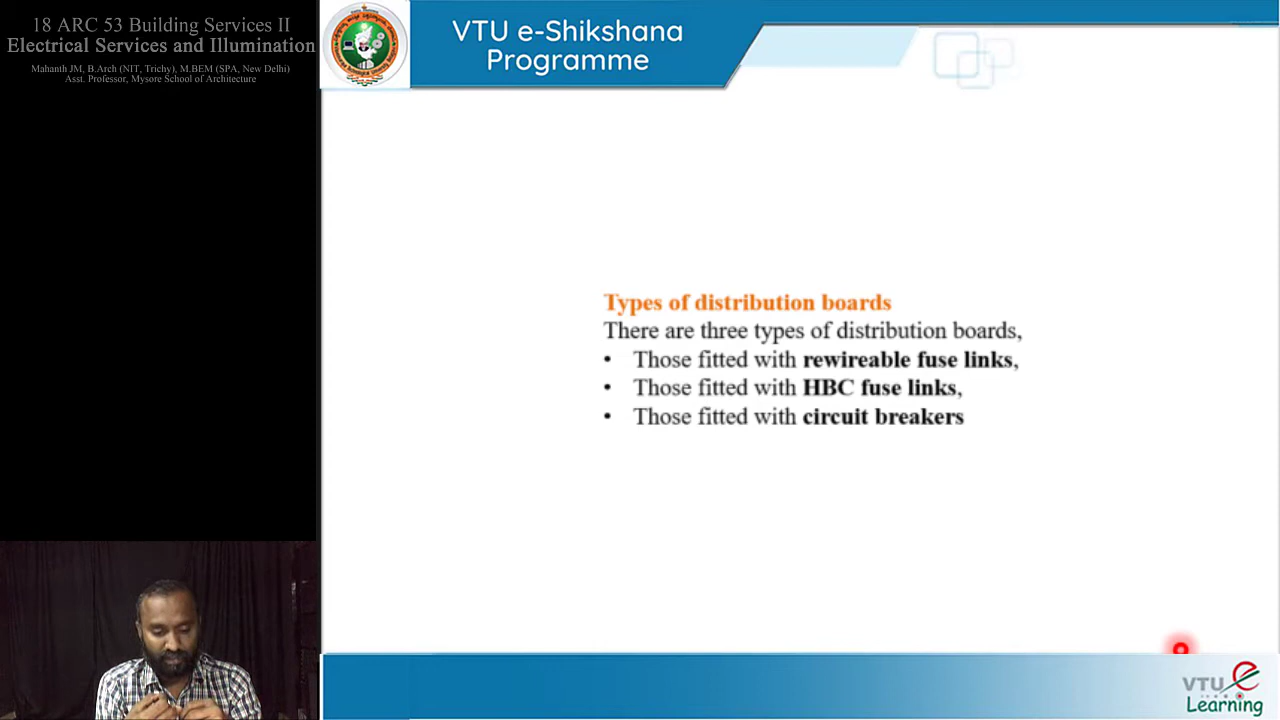 18 ARC 53 Building Services II
Electrical Services and Illumination
Mahanth JM, B.Arch (NIT, Trichy), M.BEM (SPA, New Delhi)
Asst. Professor, Mysore School of Architecture
VTU e-Shikshana
Programme
Types of distribution boards
There are three types of distribution boards,
• Those fitted with rewireable fuse links,
• Those fitted with HBC fuse links,
• Those fitted with circuit breakers
VTU e
Learning